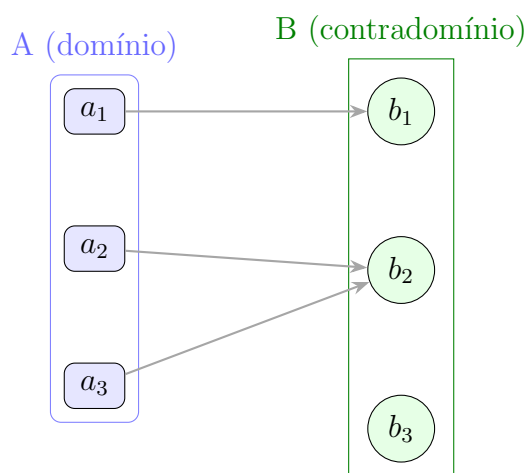 A (domínio)
B (contradomínio)
a₁
b₁
a₂
b₂
a₃
b₃